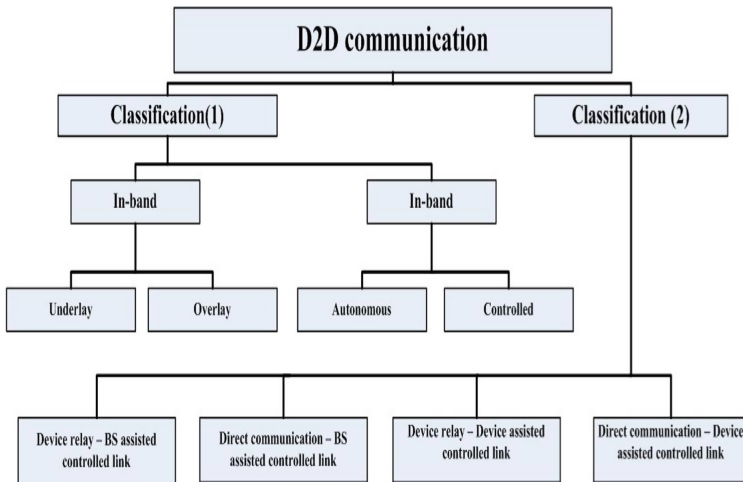 D2D communication
Classification(1)
Classification (2)
In-band
In-band
Underlay
Overlay
Autonomous
Controlled
Device relay – BS assisted
controlled link
Direct communication – BS
assisted controlled link
Device relay – Device assisted
controlled link
Direct communication – Device
assisted controlled link